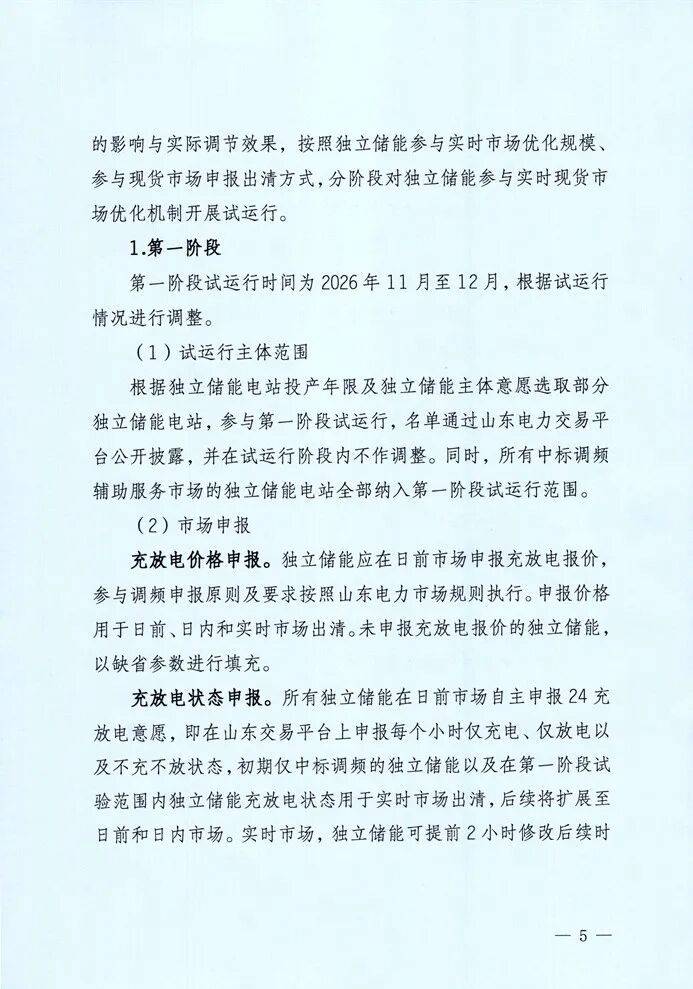 的影响与实际调节效果，按照独立储能参与实时市场优化规模、
参与现货市场申报出清方式，分阶段对独立储能参与实时现货市
场优化机制开展试运行。
1.第一阶段
第一阶段试运行时间为 2026 年 11 月至 12 月，根据试运行
情况进行调整。
（1）试运行主体范围
根据独立储能电站投产年限及独立储能主体意愿选取部分
独立储能电站，参与第一阶段试运行，名单通过山东电力交易平
台公开披露，并在试运行阶段内不作调整。同时，所有中标调频
辅助服务市场的独立储能电站全部纳入第一阶段试运行范围。
（2）市场申报
充放电价格申报。独立储能应在日前市场申报充放电报价，
参与调频申报原则及要求按照山东电力市场规则执行。申报价格
用于日前、日内和实时市场出清。未申报充放电报价的独立储能，
以缺省参数进行填充。
充放电状态申报。所有独立储能在日前市场自主申报 24 充
放电意愿，即在山东交易平台上申报每个小时仅充电、仅放电以
及不充不放状态，初期仅中标调频的独立储能以及在第一阶段试
验范围内独立储能充放电状态用于实时市场出清，后续将扩展至
日前和日内市场。实时市场，独立储能可提前 2 小时修改后续时
— 5 —